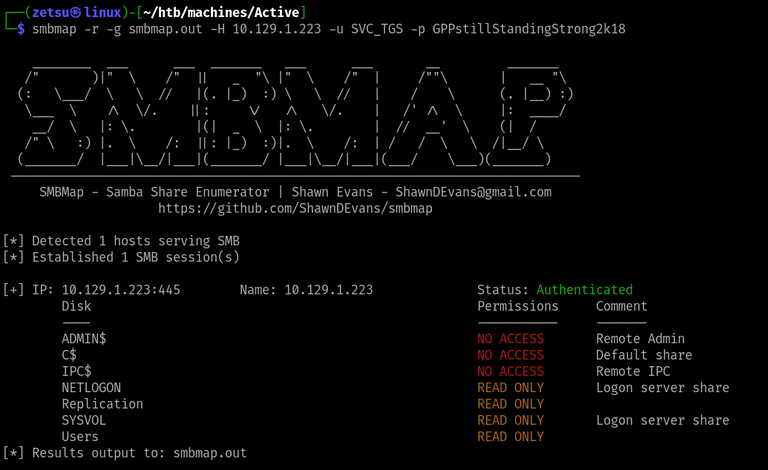 ┌──(zetsu㉿linux)-[~/htb/machines/Active]
└─$ smbmap -r -g smbmap.out -H 10.129.1.223 -u SVC_TGS -p GPPstillStandingStrong2k18
SMBMAP
SMBMap - Samba Share Enumerator | Shawn Evans - ShawnDEvans@gmail.com
https://github.com/ShawnDEvans/smbmap
[*] Detected 1 hosts serving SMB
[*] Established 1 SMB session(s)
[+] IP: 10.129.1.223:445 Name: 10.129.1.223 Status: Authenticated
Disk Permissions Comment
---- ----------- -------
ADMIN$ NO ACCESS Remote Admin
C$ NO ACCESS Default share
IPC$ NO ACCESS Remote IPC
NETLOGON READ ONLY Logon server share
Replication READ ONLY
SYSVOL READ ONLY Logon server share
Users READ ONLY
[*] Results output to: smbmap.out